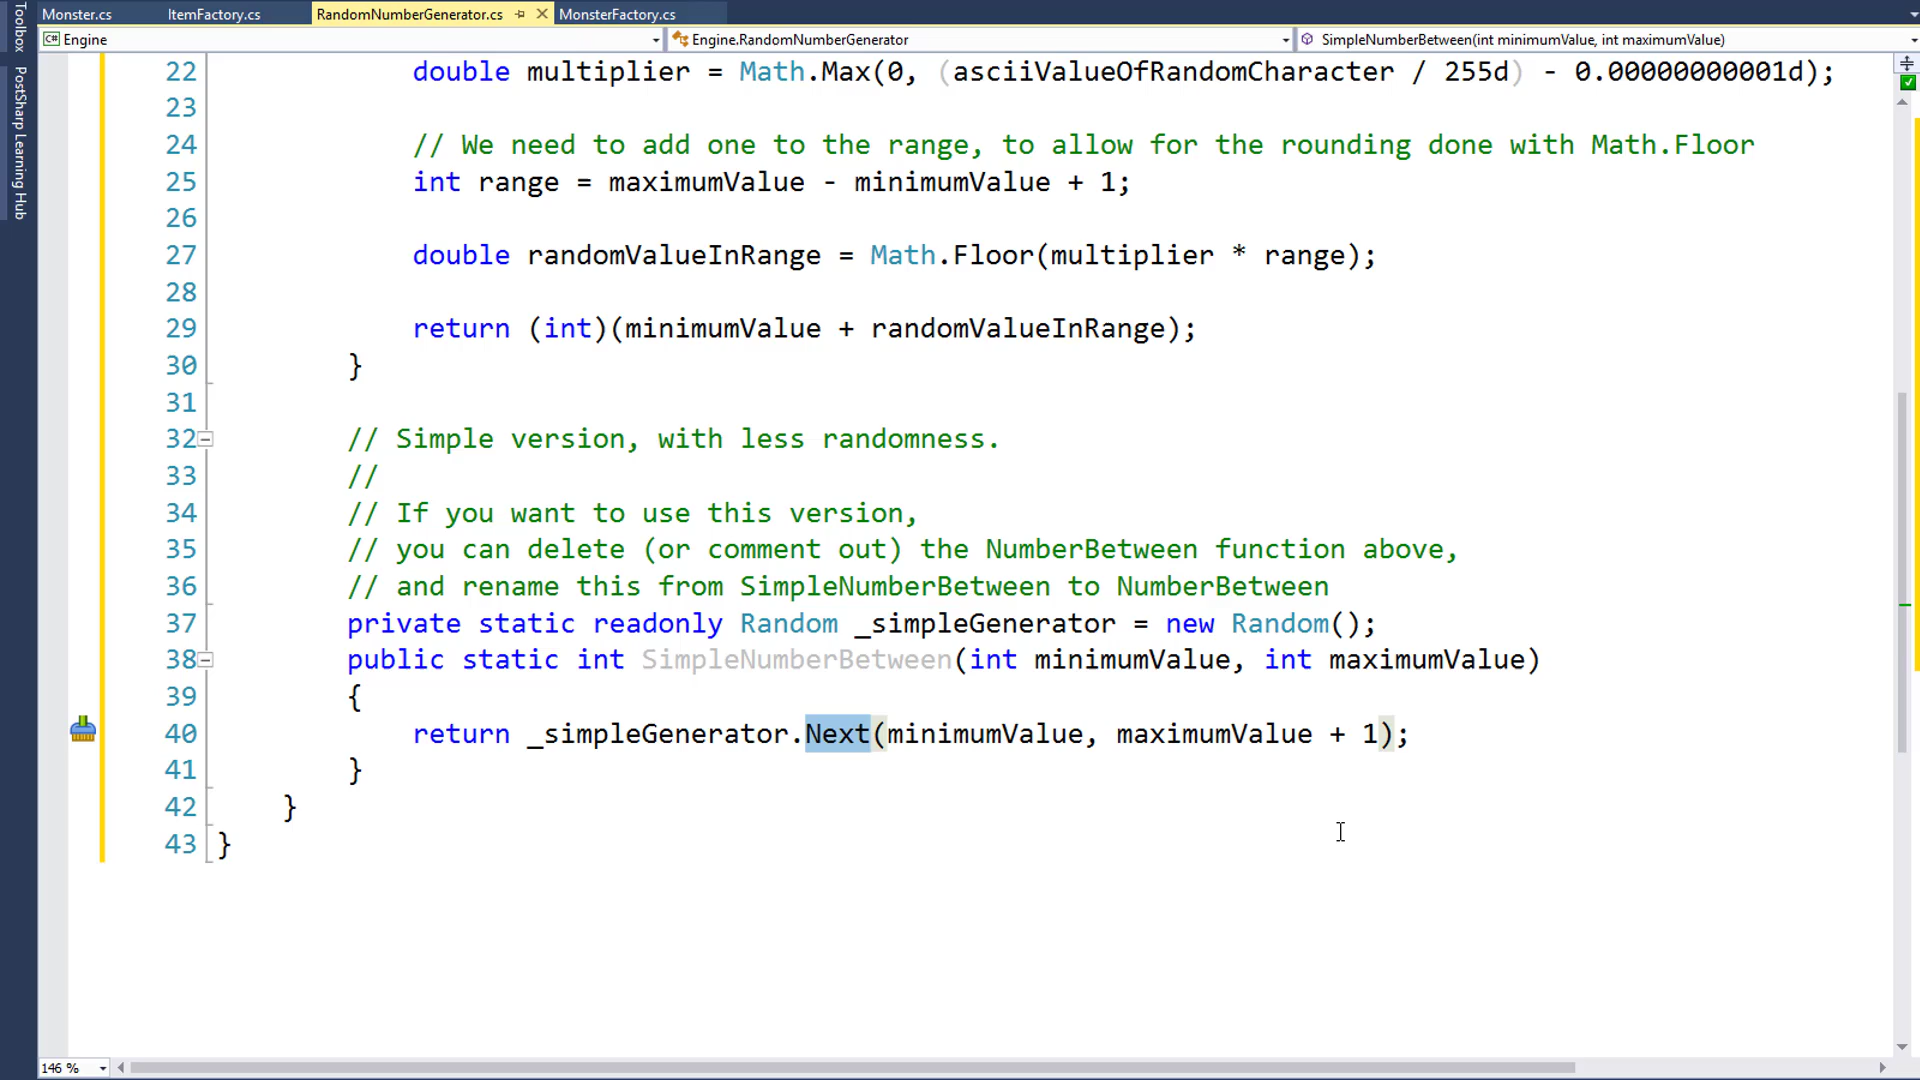 Toolbox
PostSharp Learning Hub
Monster.cs ItemFactory.cs RandomNumberGenerator.cs MonsterFactory.cs
C# Engine Engine.RandomNumberGenerator SimpleNumberBetween(int minimumValue, int maximumValue)
22 double multiplier = Math.Max(0, (asciiValueOfRandomCharacter / 255d) - 0.00000000001d);
23
24 // We need to add one to the range, to allow for the rounding done with Math.Floor
25 int range = maximumValue - minimumValue + 1;
26
27 double randomValueInRange = Math.Floor(multiplier * range);
28
29 return (int)(minimumValue + randomValueInRange);
30 }
31
32 // Simple version, with less randomness.
33 //
34 // If you want to use this version,
35 // you can delete (or comment out) the NumberBetween function above,
36 // and rename this from SimpleNumberBetween to NumberBetween
37 private static readonly Random _simpleGenerator = new Random();
38 public static int SimpleNumberBetween(int minimumValue, int maximumValue)
39 {
40 return _simpleGenerator.Next(minimumValue, maximumValue + 1);
41 }
42 }
43 }
146 %